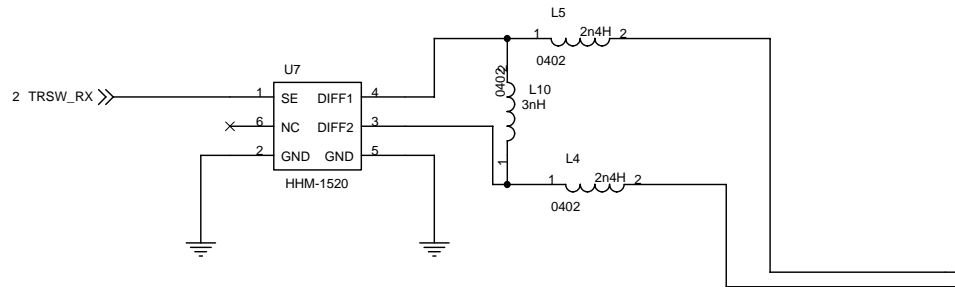 L5
1 2n4H 2
0402
U7
2 TRSW_RX
1 SE DIFF1 4
6 NC DIFF2 3
2 GND GND 5
HHM-1520
2
0402
L10
3nH
1
L4
1 2n4H 2
0402